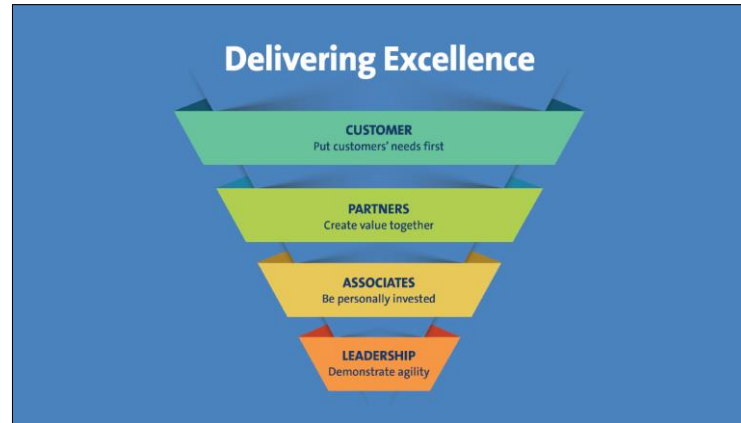 Delivering Excellence
CUSTOMER
Put customers' needs first
PARTNERS
Create value together
ASSOCIATES
Be personally invested
LEADERSHIP
Demonstrate agility